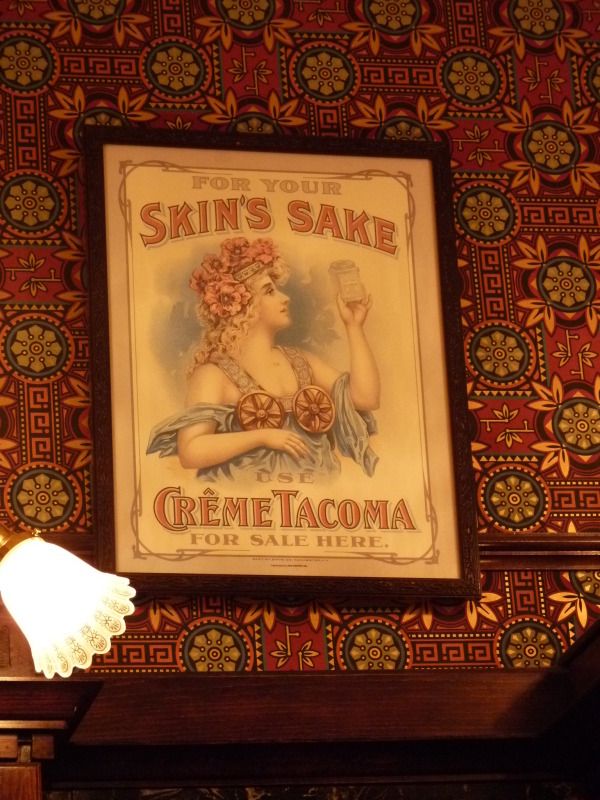 FOR YOUR
SKIN'S SAKE
USE
CRÊME TACOMA
FOR SALE HERE.